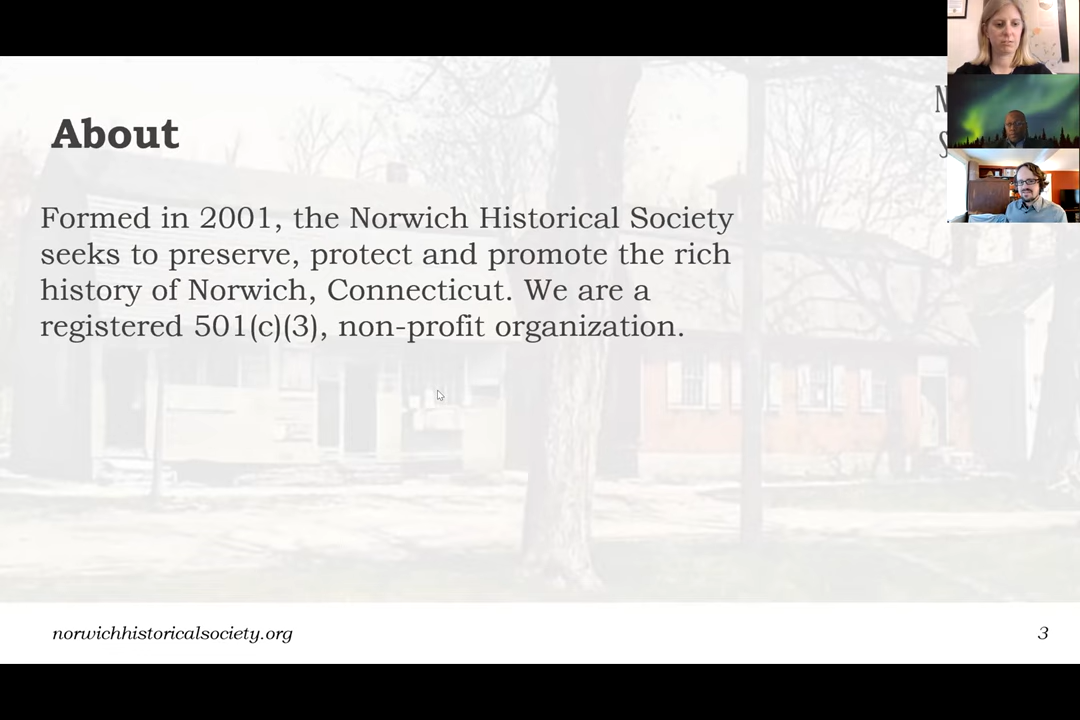 About
Formed in 2001, the Norwich Historical Society
seeks to preserve, protect and promote the rich
history of Norwich, Connecticut. We are a
registered 501(c)(3), non-profit organization.
norwichhistoricalsociety.org
3